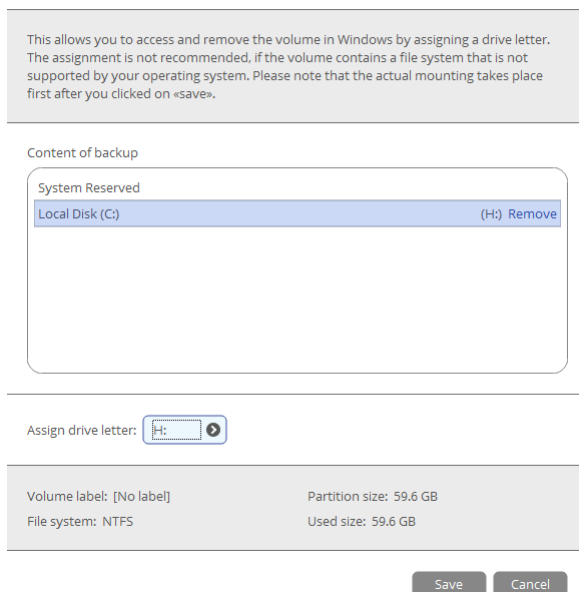 This allows you to access and remove the volume in Windows by assigning a drive letter.
The assignment is not recommended, if the volume contains a file system that is not
supported by your operating system. Please note that the actual mounting takes place
first after you clicked on «save».
Content of backup
System Reserved
Local Disk (C:) (H:) Remove
Assign drive letter: H:
Volume label: [No label] Partition size: 59.6 GB
File system: NTFS Used size: 59.6 GB
Save Cancel